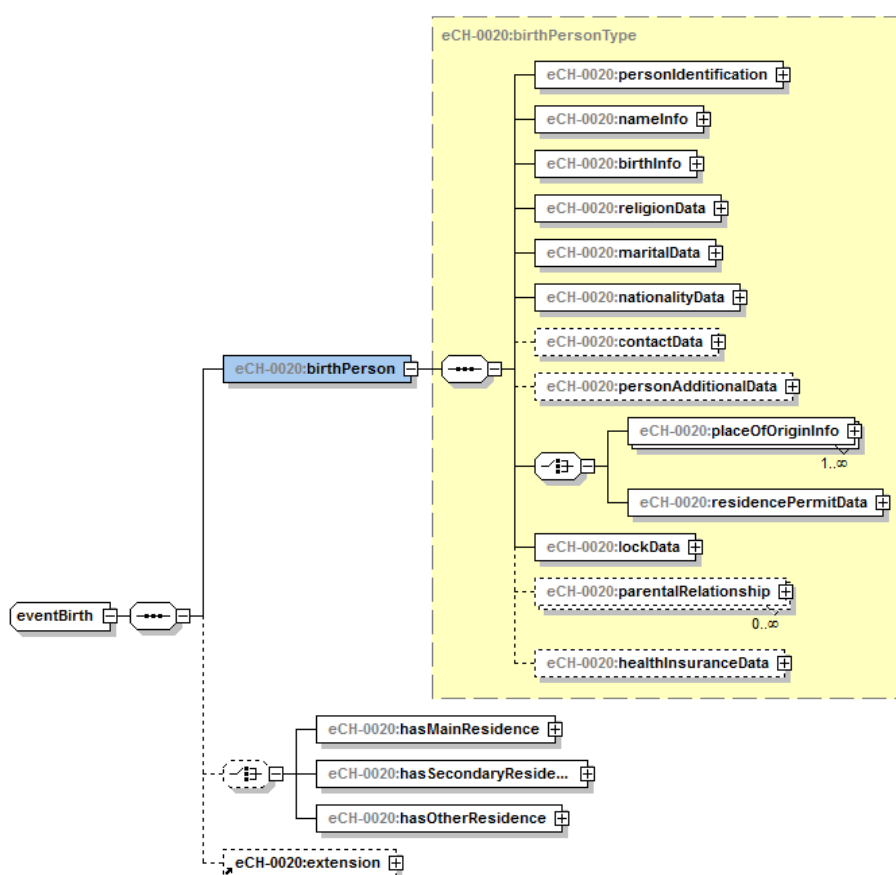 eCH-0020:birthPersonType
eCH-0020:personIdentification
eCH-0020:nameInfo
eCH-0020:birthInfo
eCH-0020:religionData
eCH-0020:maritalData
eCH-0020:nationalityData
eCH-0020:contactData
eCH-0020:birthPerson
eCH-0020:personAdditionalData
eCH-0020:placeOfOriginInfo
1..∞
eCH-0020:residencePermitData
eCH-0020:lockData
eCH-0020:parentalRelationship
0..∞
eventBirth
eCH-0020:healthInsuranceData
eCH-0020:hasMainResidence
eCH-0020:hasSecondaryReside...
eCH-0020:hasOtherResidence
eCH-0020:extension